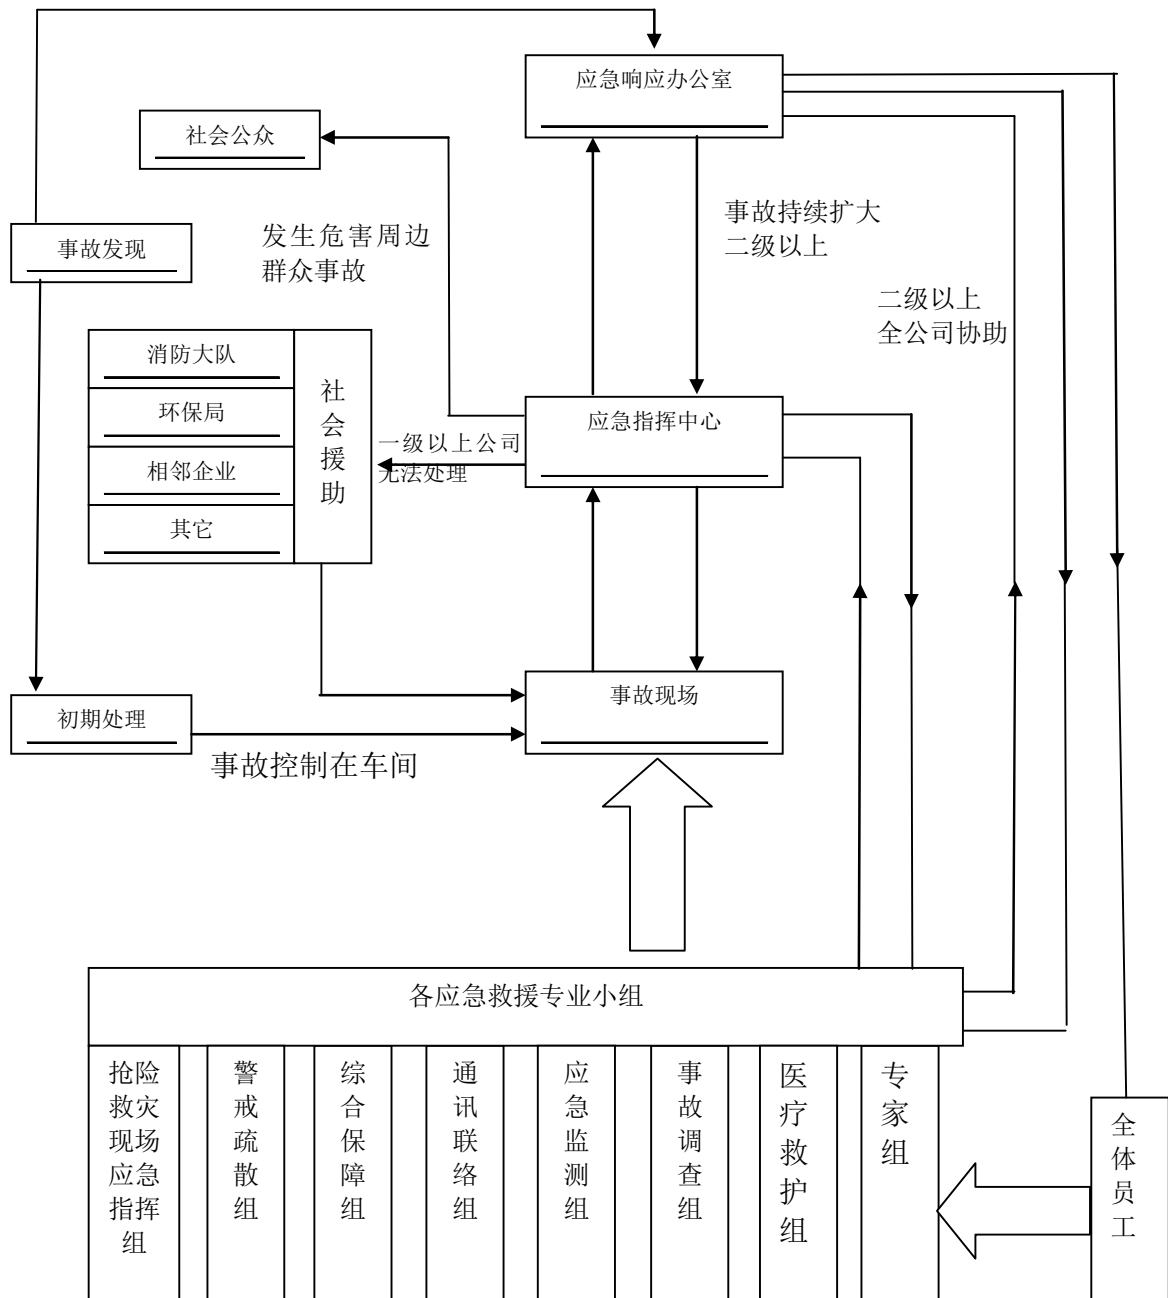 应急响应办公室
社会公众
事故持续扩大
二级以上
发生危害周边
群众事故
事故发现
二级以上
全公司协助
消防大队
环保局
相邻企业
其它
社会援助
一级以上公司
无法处理
应急指挥中心
事故现场
初期处理
事故控制在车间
各应急救援专业小组
抢险
救灾
现场
应急
指挥
组
警戒疏散组
综合保障组
通讯联络组
应急监测组
事故调查组
医疗救护组
专家组
全体员工